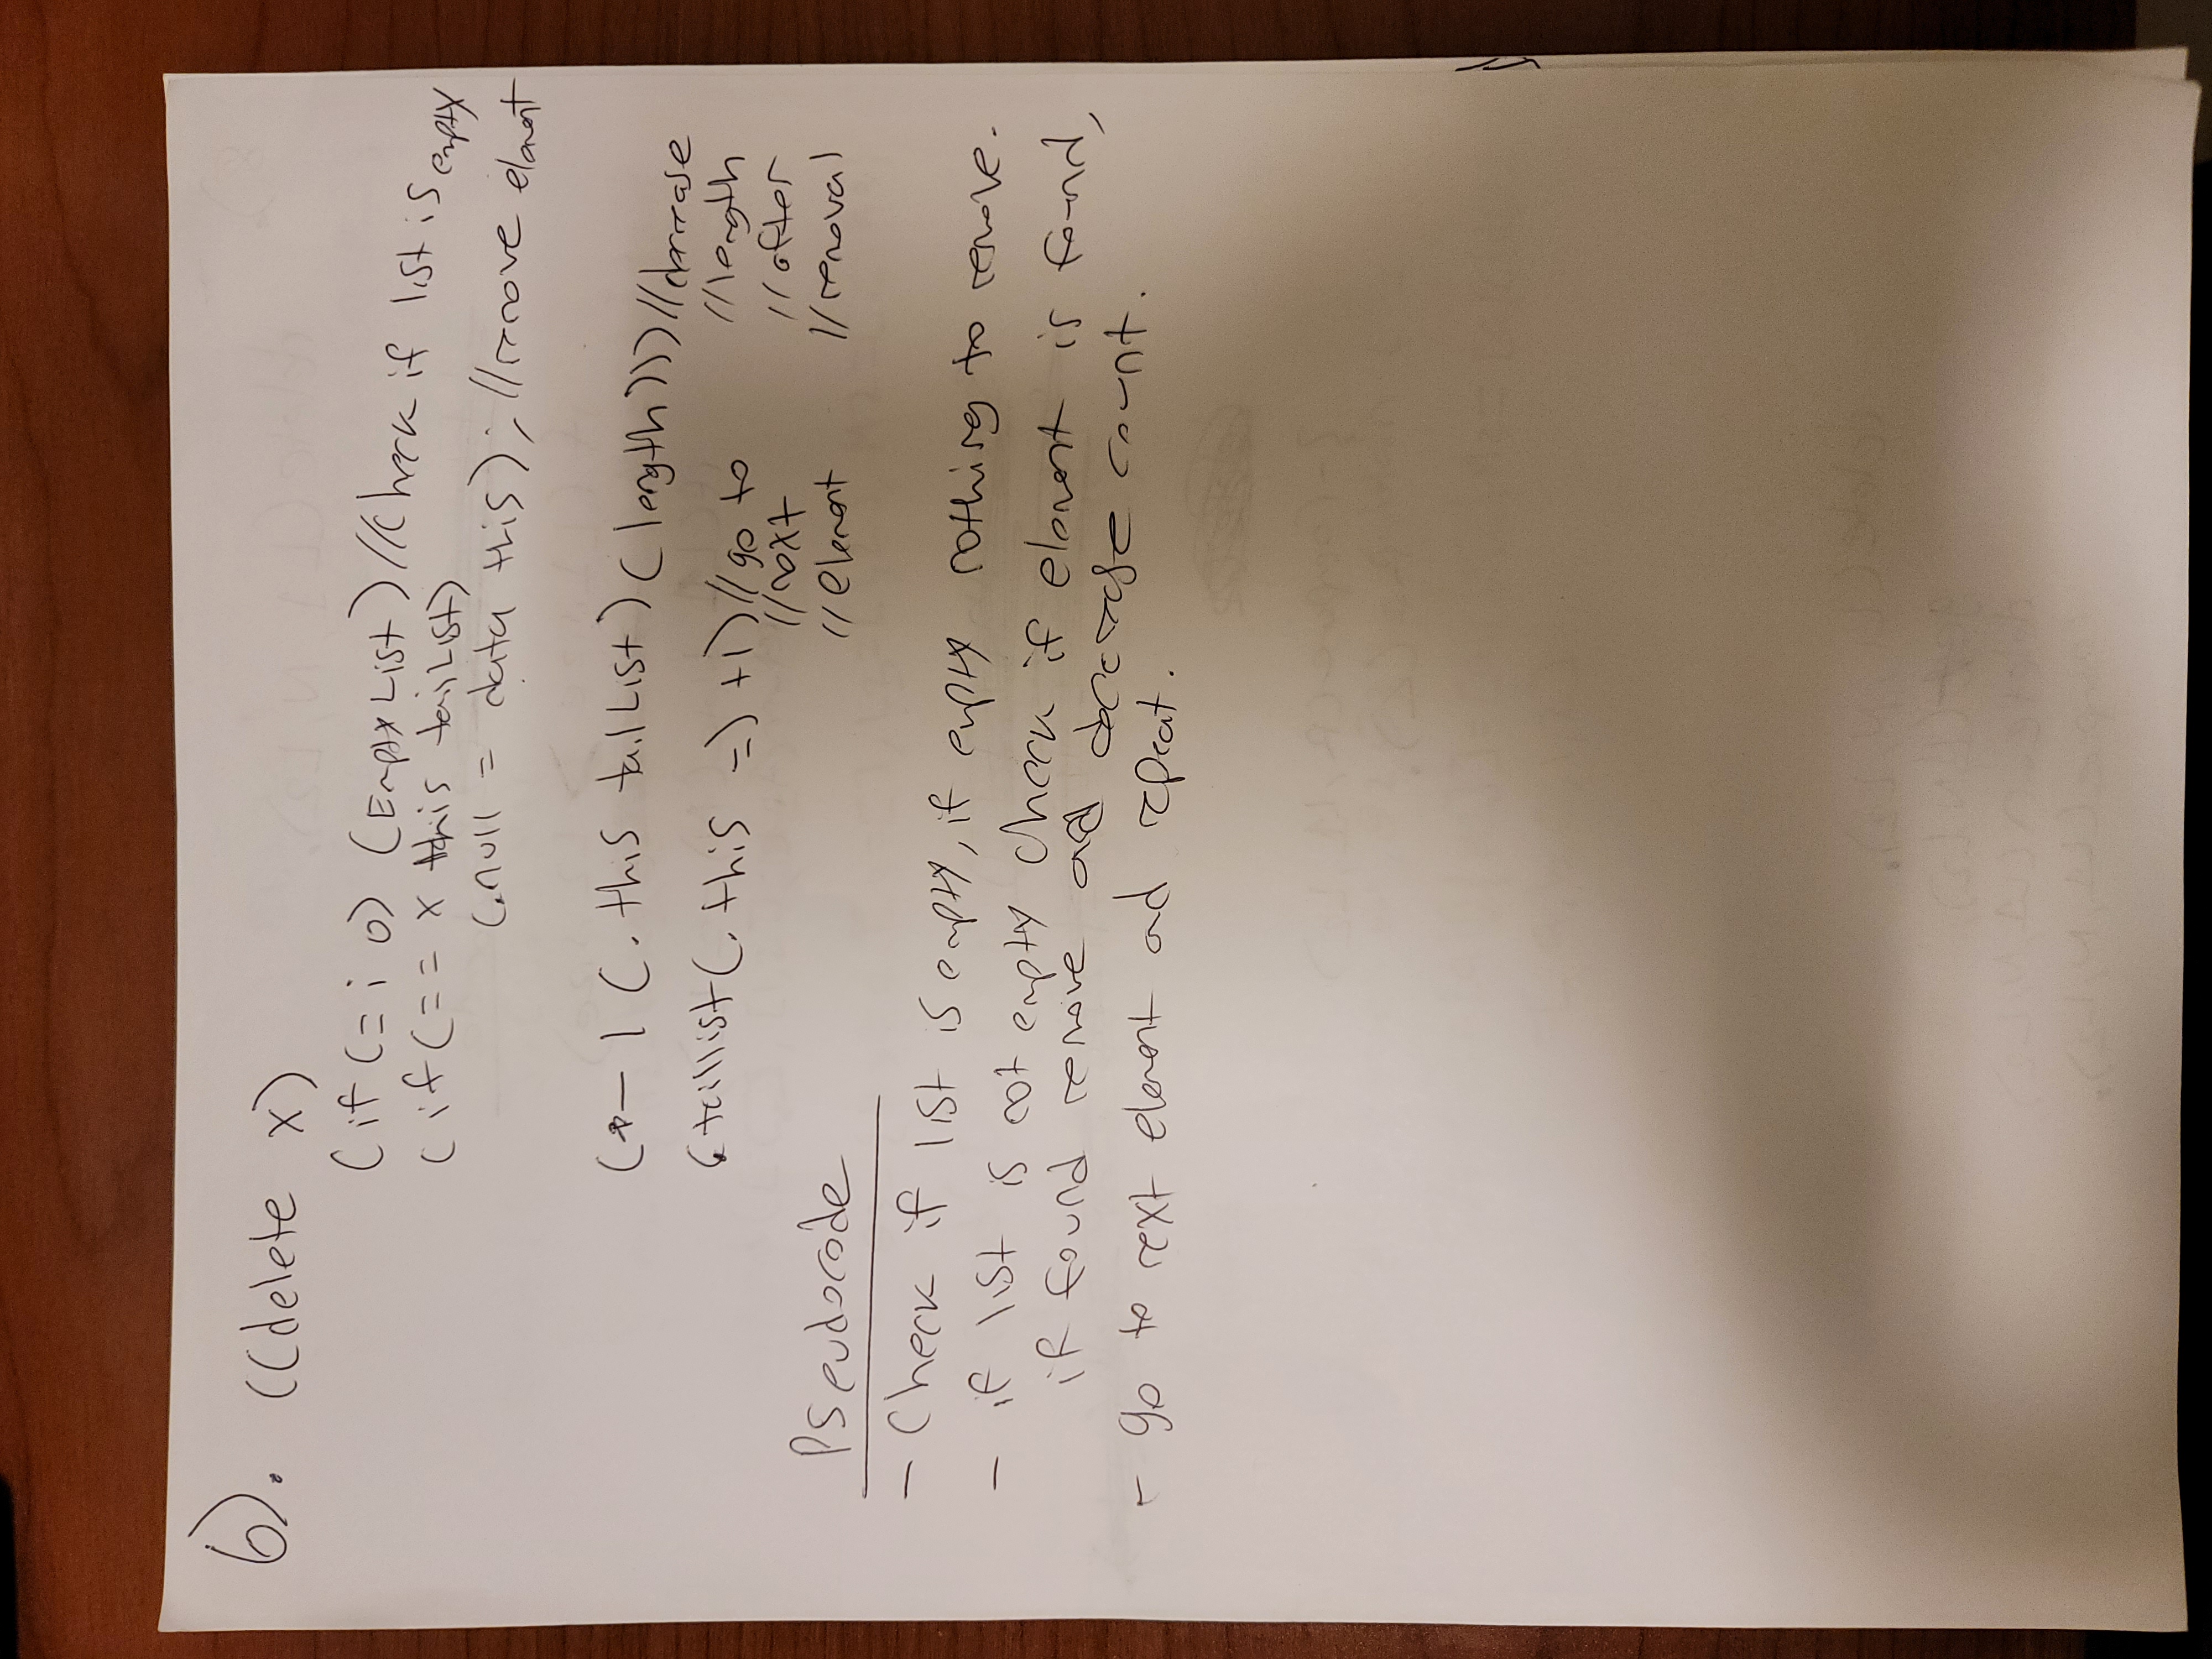 6). ((delete x)
(if (= i 0) (Empty List) //Check if list is empty
(if (== x this tailList)
(.null = data this); //remove element
(- 1 (. this tailList) (length))) //decrease
//length
//after
//removal
(taillist (. this =) +1) //go to
//next
//element
Pseudocode
- Check if list is empty, if empty nothing to remove.
- if list is not empty check if element is found,
if found remove and decrease count.
- go to next element and repeat.